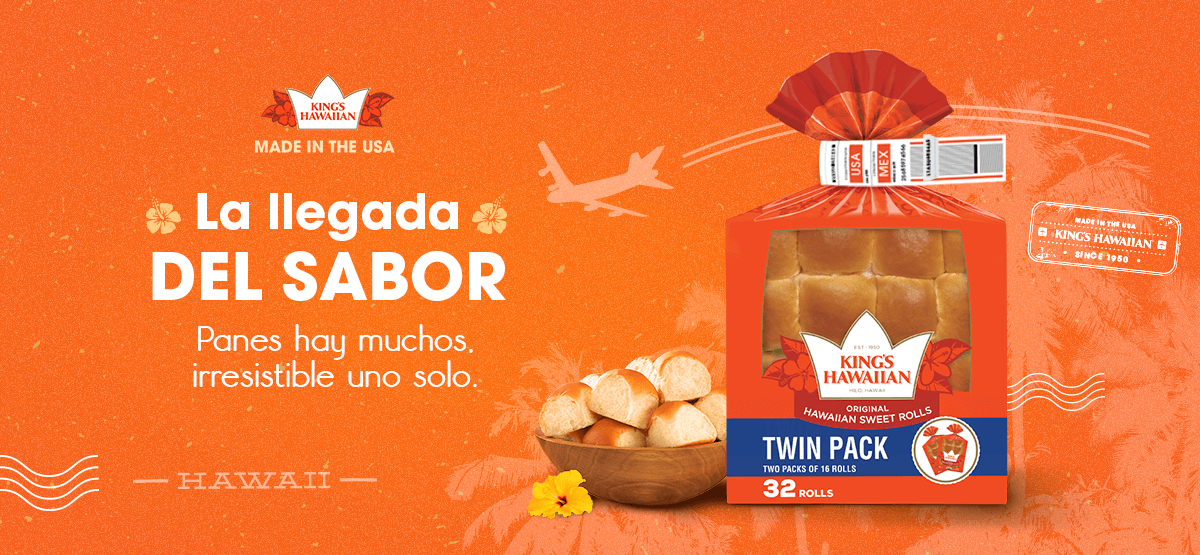 KING'S
HAWAIIAN
MADE IN THE USA
La llegada
DEL SABOR
Panes hay muchos,
irresistible uno solo.
HAWAII
USA
MEX
EST · 1950
KING'S
HAWAIIAN
HILO, HAWAII
ORIGINAL
HAWAIIAN SWEET ROLLS
TWIN PACK
TWO PACKS OF 16 ROLLS
32 ROLLS
MADE IN THE USA
KING'S HAWAIIAN
• SINCE 1950 •